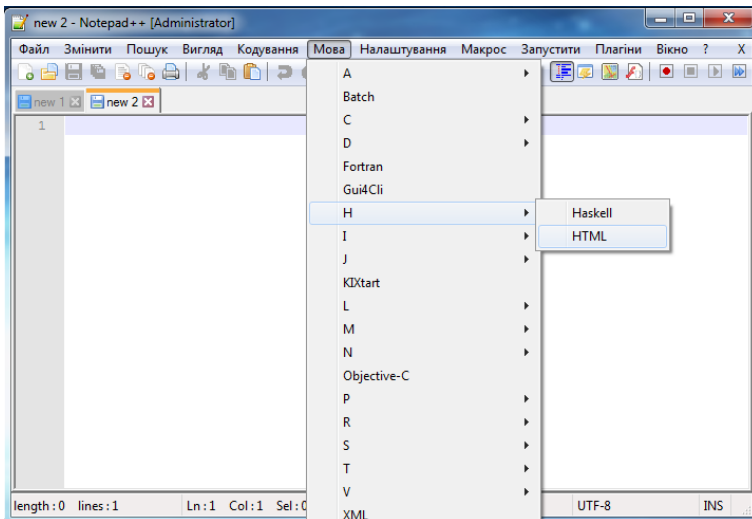 new 2 - Notepad++ [Administrator]
Файл Змінити Пошук Вигляд Кодування Мова Налаштування Макрос Запустити Плагіни Вікно ? X
new 1 new 2
1
A
Batch
C
D
Fortran
Gui4Cli
H
Haskell
I
HTML
J
KIXtart
L
M
N
Objective-C
P
R
S
T
V
XML
length : 0 lines : 1 Ln : 1 Col : 1 Sel : 0 UTF-8 INS